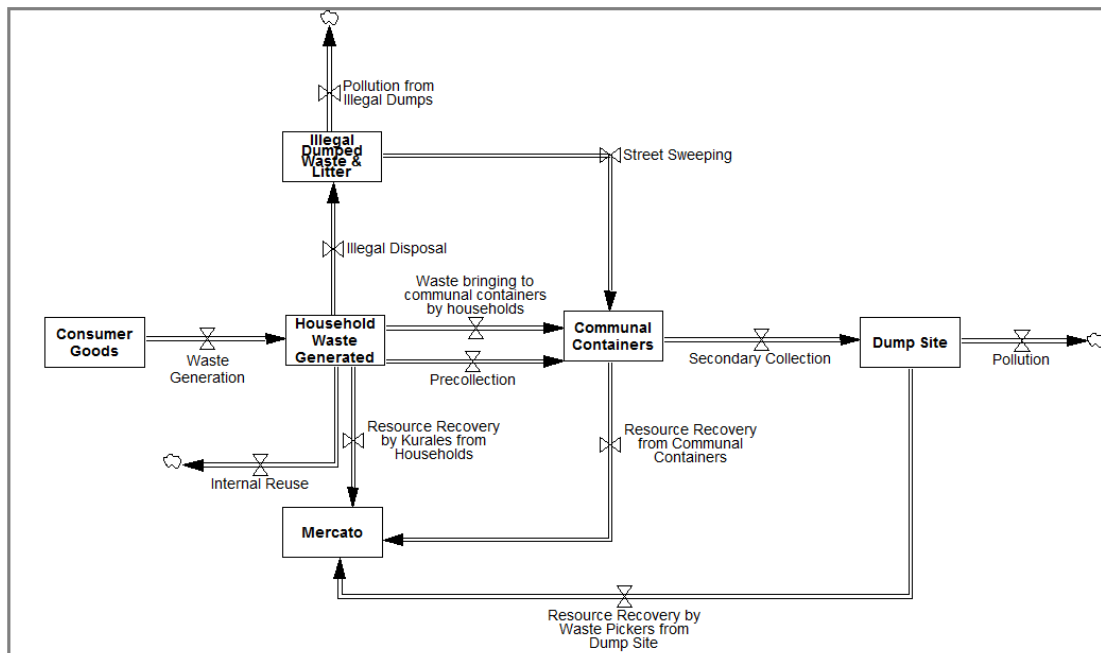 Pollution from
Illegal Dumps
Illegal
Dumped
Waste &
Litter
Street Sweeping
Illegal Disposal
Waste bringing to
communal containers
by households
Consumer
Goods
Waste
Generation
Household
Waste
Generated
Precollection
Communal
Containers
Secondary Collection
Dump Site
Pollution
Resource Recovery
by Kurales from
Households
Resource Recovery
from Communal
Containers
Internal Reuse
Mercato
Resource Recovery by
Waste Pickers from
Dump Site